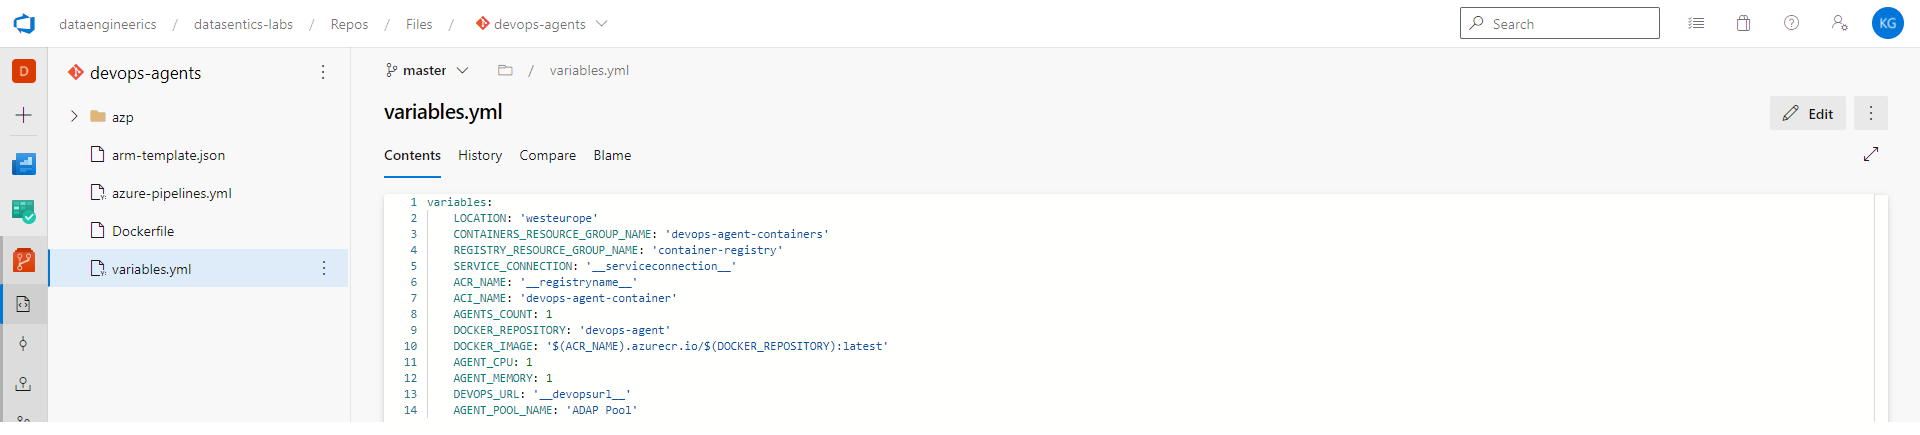 dataengineerics / datasentics-labs / Repos / Files / devops-agents
Search
KG
D
devops-agents
azp
arm-template.json
azure-pipelines.yml
Dockerfile
variables.yml
master / variables.yml
variables.yml
Edit
Contents History Compare Blame
1 variables:
2 LOCATION: 'westeurope'
3 CONTAINERS_RESOURCE_GROUP_NAME: 'devops-agent-containers'
4 REGISTRY_RESOURCE_GROUP_NAME: 'container-registry'
5 SERVICE_CONNECTION: '__serviceconnection__'
6 ACR_NAME: '__registryname__'
7 ACI_NAME: 'devops-agent-container'
8 AGENTS_COUNT: 1
9 DOCKER_REPOSITORY: 'devops-agent'
10 DOCKER_IMAGE: '$(ACR_NAME).azurecr.io/$(DOCKER_REPOSITORY):latest'
11 AGENT_CPU: 1
12 AGENT_MEMORY: 1
13 DEVOPS_URL: '__devopsurl__'
14 AGENT_POOL_NAME: 'ADAP Pool'